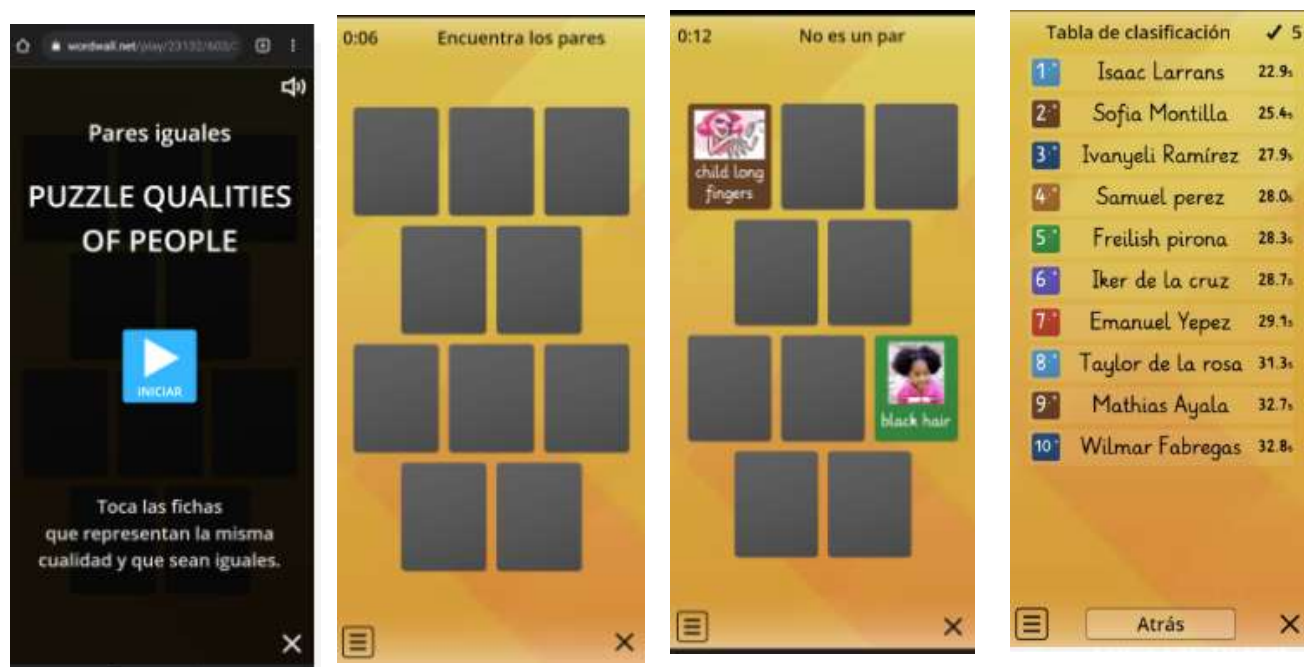 wordwall.net/play/23132/603/
Pares iguales
PUZZLE QUALITIES
OF PEOPLE
INICIAR
Toca las fichas
que representan la misma
cualidad y que sean iguales.
0:06 Encuentra los pares
0:12 No es un par
child long
fingers
black hair
Tabla de clasificación ✓ 5
1 Isaac Larrans 22.9s
2 Sofia Montilla 25.4s
3 Ivanyeli Ramírez 27.9s
4 Samuel perez 28.0s
5 Freilish pirona 28.3s
6 Iker de la cruz 28.7s
7 Emanuel Yepez 29.1s
8 Taylor de la rosa 31.3s
9 Mathias Ayala 32.7s
10 Wilmar Fabregas 32.8s
Atrás